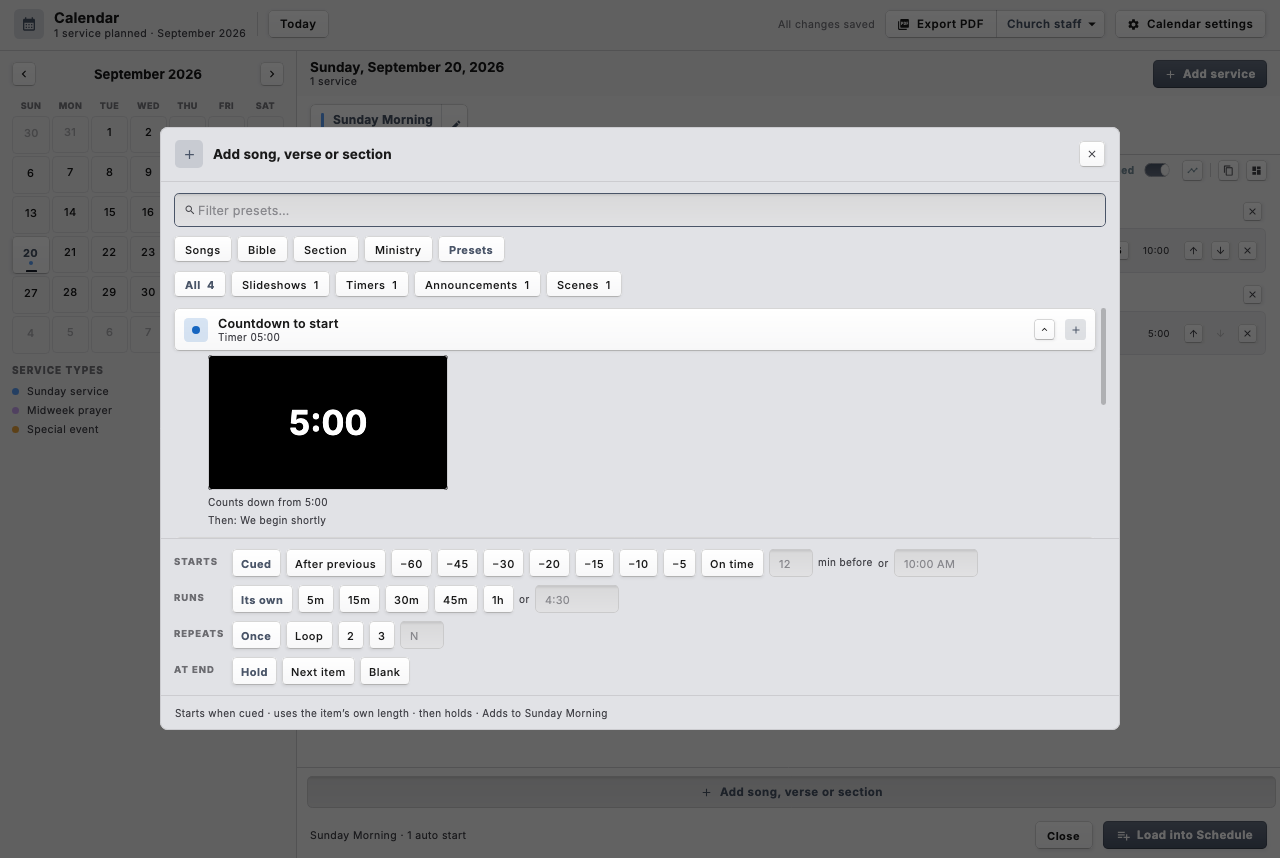 Calendar
1 service planned · September 2026
Today
All changes saved
Export PDF
Church staff
Calendar settings
September 2026
SUN MON TUE WED THU FRI SAT
30 31 1 2
6 7 8 9
13 14 15 16
20 21 22 23
27 28 29 30
4 5 6 7
SERVICE TYPES
Sunday service
Midweek prayer
Special event
Sunday, September 20, 2026
1 service
Add service
Sunday Morning
10:00
5:00
Add song, verse or section
Filter presets...
Songs Bible Section Ministry Presets
All 4 Slideshows 1 Timers 1 Announcements 1 Scenes 1
Countdown to start
Timer 05:00
5:00
Counts down from 5:00
Then: We begin shortly
STARTS Cued After previous −60 −45 −30 −20 −15 −10 −5 On time 12 min before or 10:00 AM
RUNS Its own 5m 15m 30m 45m 1h or 4:30
REPEATS Once Loop 2 3 N
AT END Hold Next item Blank
Starts when cued · uses the item's own length · then holds · Adds to Sunday Morning
Add song, verse or section
Sunday Morning · 1 auto start
Close
Load into Schedule